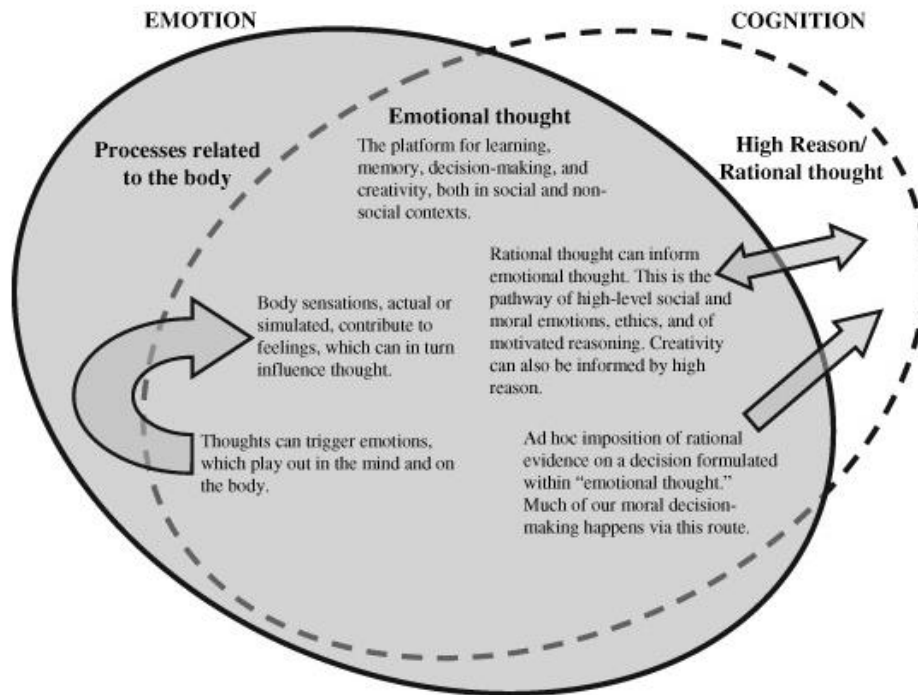 EMOTION
COGNITION
Emotional thought
The platform for learning,
memory, decision-making, and
creativity, both in social and non-
social contexts.
Processes related
to the body
High Reason/
Rational thought
Rational thought can inform
emotional thought. This is the
pathway of high-level social and
moral emotions, ethics, and of
motivated reasoning. Creativity
can also be informed by high
reason.
Body sensations, actual or
simulated, contribute to
feelings, which can in turn
influence thought.
Thoughts can trigger emotions,
which play out in the mind and on
the body.
Ad hoc imposition of rational
evidence on a decision formulated
within “emotional thought.”
Much of our moral decision-
making happens via this route.